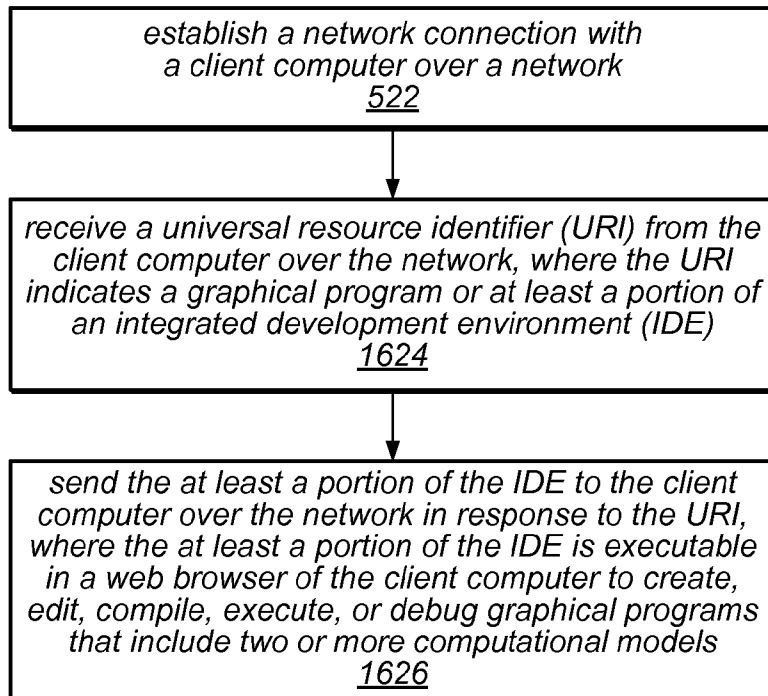 establish a network connection with
a client computer over a network
522
receive a universal resource identifier (URI) from the
client computer over the network, where the URI
indicates a graphical program or at least a portion of
an integrated development environment (IDE)
1624
send the at least a portion of the IDE to the client
computer over the network in response to the URI,
where the at least a portion of the IDE is executable
in a web browser of the client computer to create,
edit, compile, execute, or debug graphical programs
that include two or more computational models
1626